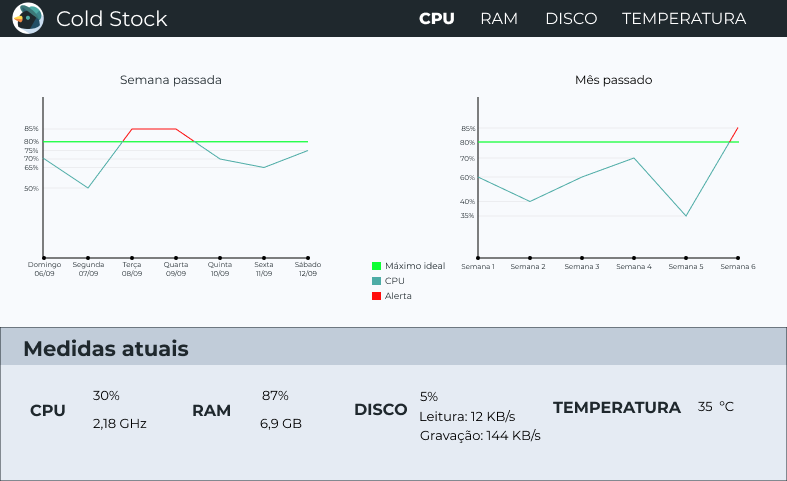 Cold Stock
CPU RAM DISCO TEMPERATURA
Semana passada
85%
80%
75%
70%
65%
50%
Domingo Segunda Terça Quarta Quinta Sexta Sábado
06/09 07/09 08/09 09/09 10/09 11/09 12/09
Mês passado
85%
80%
70%
60%
40%
35%
Semana 1 Semana 2 Semana 3 Semana 4 Semana 5 Semana 6
Máximo ideal
CPU
Alerta
Medidas atuais
CPU
30%
2,18 GHz
RAM
87%
6,9 GB
DISCO
5%
Leitura: 12 KB/s
Gravação: 144 KB/s
TEMPERATURA
35 ºC